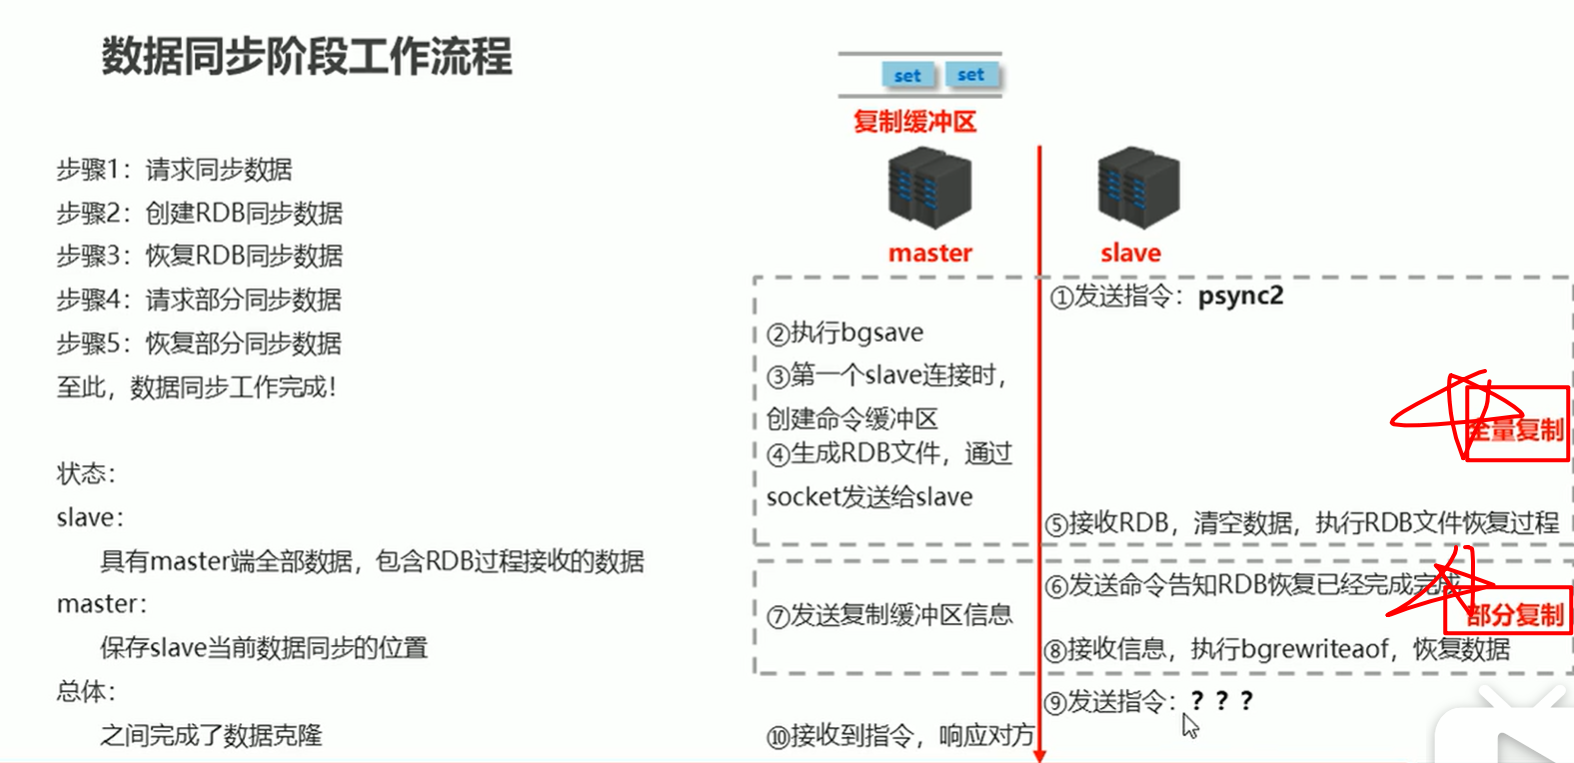 数据同步阶段工作流程
步骤1：请求同步数据
步骤2：创建RDB同步数据
步骤3：恢复RDB同步数据
步骤4：请求部分同步数据
步骤5：恢复部分同步数据
至此，数据同步工作完成！
状态：
slave：
具有master端全部数据，包含RDB过程接收的数据
master：
保存slave当前数据同步的位置
总体：
之间完成了数据克隆
set set
复制缓冲区
master slave
①发送指令：psync2
②执行bgsave
③第一个slave连接时，
创建命令缓冲区
④生成RDB文件，通过
socket发送给slave
全量复制
⑤接收RDB，清空数据，执行RDB文件恢复过程
⑥发送命令告知RDB恢复已经完成完成
⑦发送复制缓冲区信息
部分复制
⑧接收信息，执行bgrewriteaof，恢复数据
⑨发送指令：？？？
⑩接收到指令，响应对方